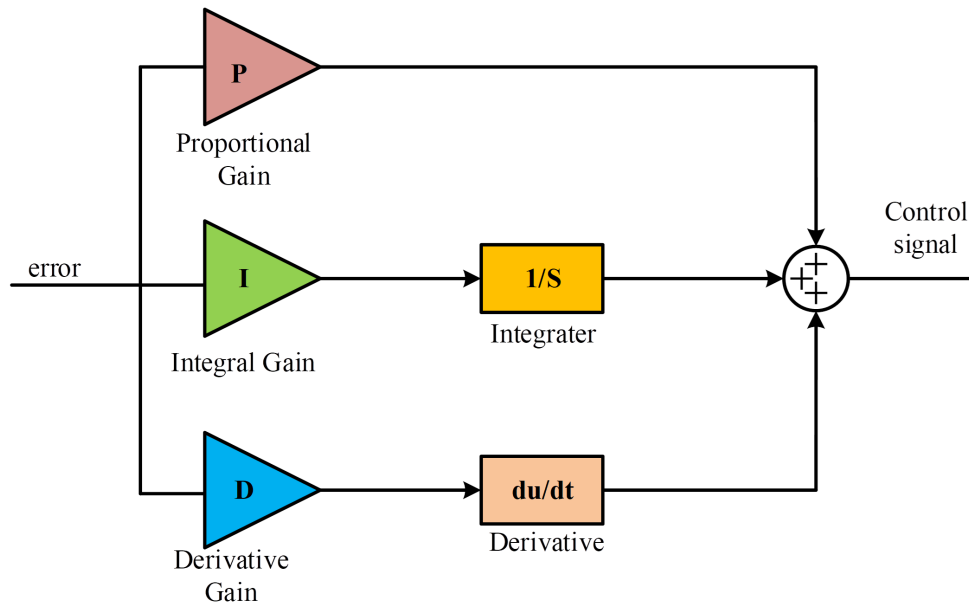 P
Proportional
Gain
error
I
Integral Gain
1/S
Integrater
Control
signal
D
Derivative
Gain
du/dt
Derivative